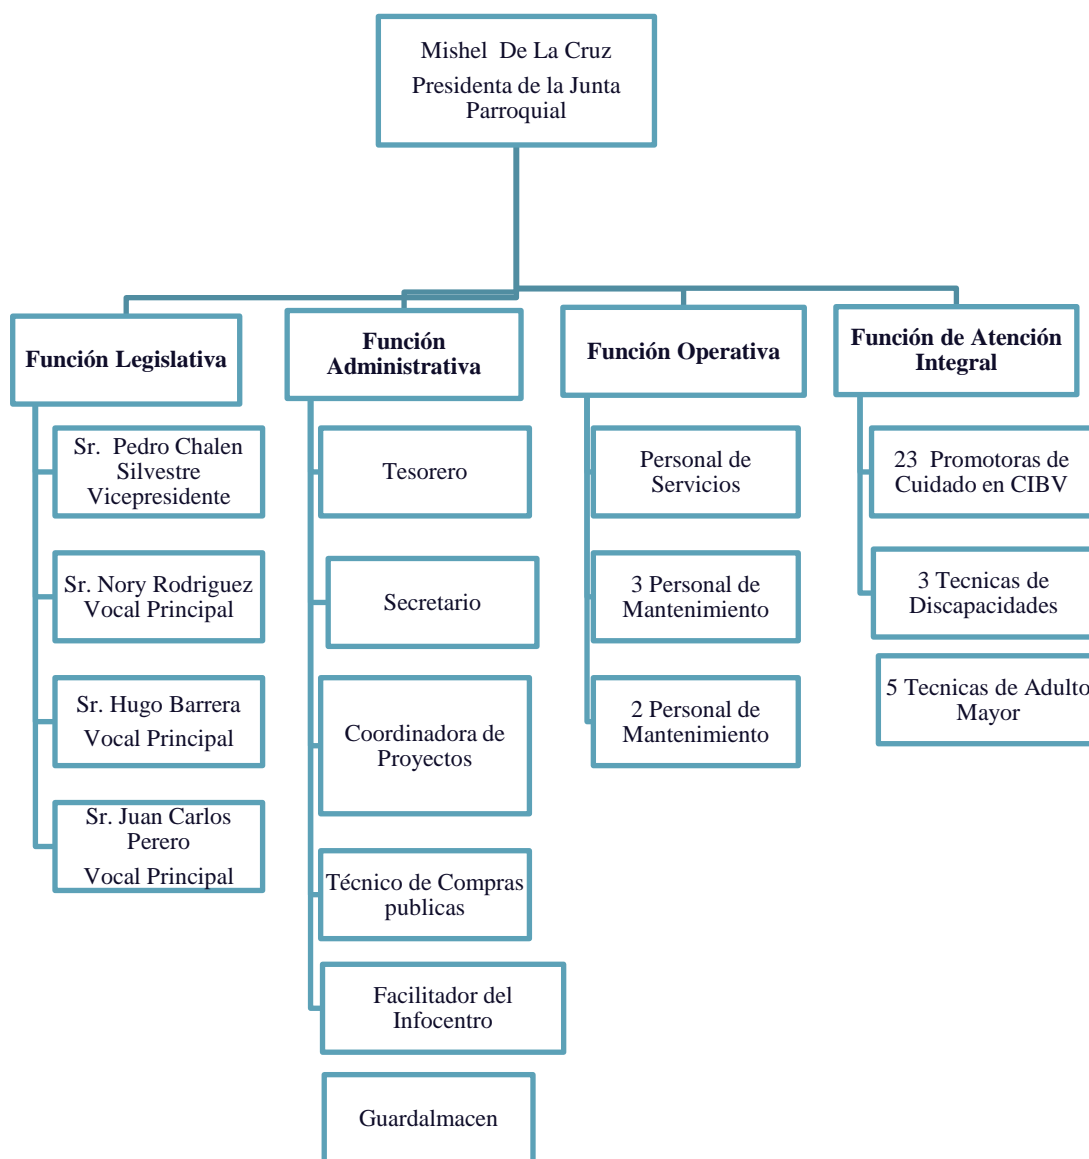 Mishel  De La Cruz
Presidenta de la Junta
Parroquial
Función Legislativa
Sr.  Pedro Chalen
Silvestre
Vicepresidente
Sr. Nory Rodriguez
Vocal Principal
Sr. Hugo Barrera
Vocal Principal
Sr. Juan Carlos
Perero
Vocal Principal
Función
Administrativa
Tesorero
Secretario
Coordinadora de
Proyectos
Técnico de Compras
publicas
Facilitador del
Infocentro
Guardalmacen
Función Operativa
Personal de
Servicios
3 Personal de
Mantenimiento
2 Personal de
Mantenimiento
Función de Atención
Integral
23  Promotoras de
Cuidado en CIBV
3 Tecnicas de
Discapacidades
5 Tecnicas de Adulto
Mayor